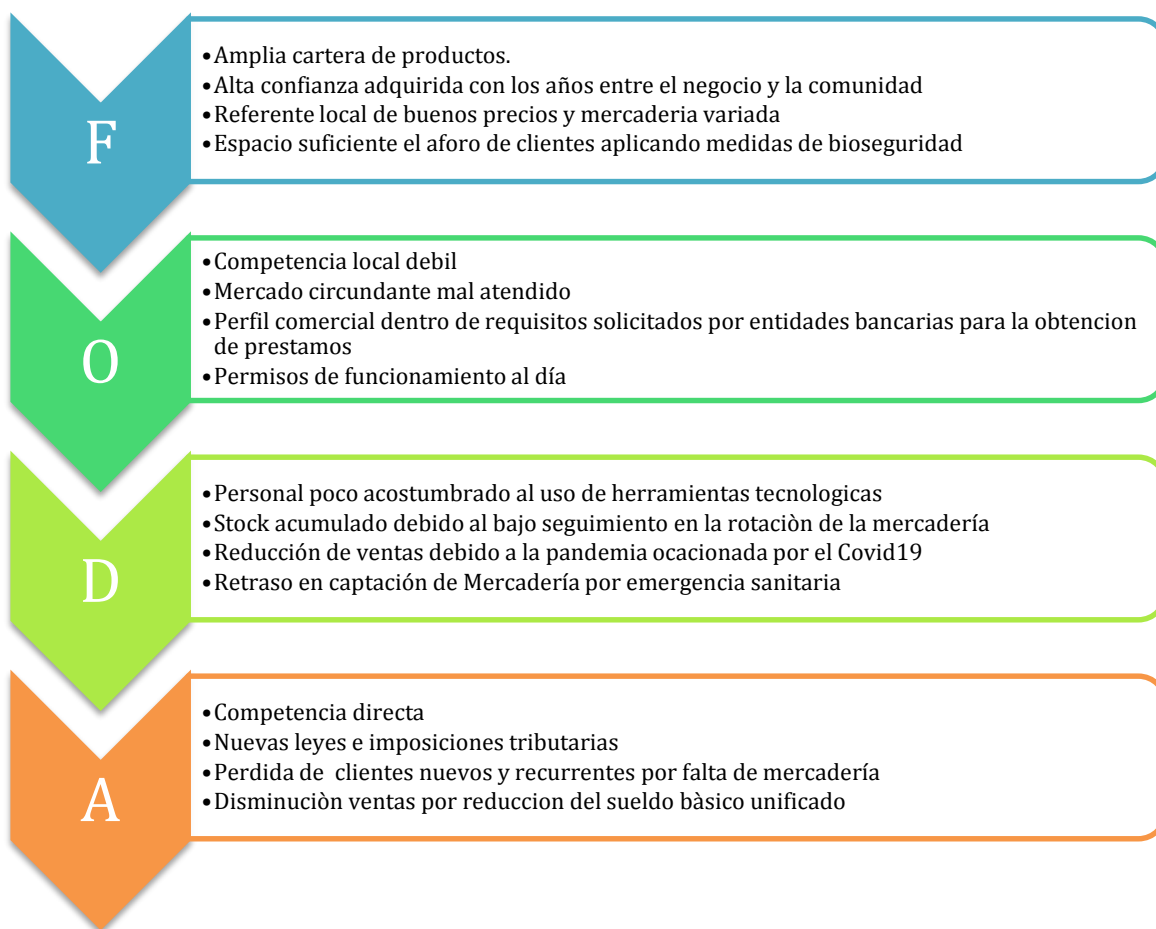 F
•Amplia cartera de productos.
•Alta confianza adquirida con los años entre el negocio y la comunidad
•Referente local de buenos precios y mercaderia variada
•Espacio suficiente el aforo de clientes aplicando medidas de bioseguridad
O
•Competencia local debil
•Mercado circundante mal atendido
•Perfil comercial dentro de requisitos solicitados por entidades bancarias para la obtencion
de prestamos
•Permisos de funcionamiento al día
D
•Personal poco acostumbrado al uso de herramientas tecnologicas
•Stock acumulado debido al bajo seguimiento en la rotaciòn de la mercadería
•Reducción de ventas debido a la pandemia ocacionada por el Covid19
•Retraso en captación de Mercadería por emergencia sanitaria
A
•Competencia directa
•Nuevas leyes e imposiciones tributarias
•Perdida de  clientes nuevos y recurrentes por falta de mercadería
•Disminuciòn ventas por reduccion del sueldo bàsico unificado